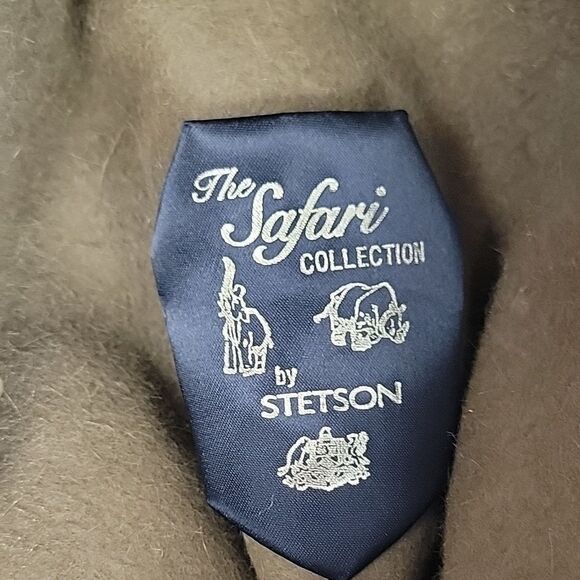 The
Safari
COLLECTION
by
STETSON